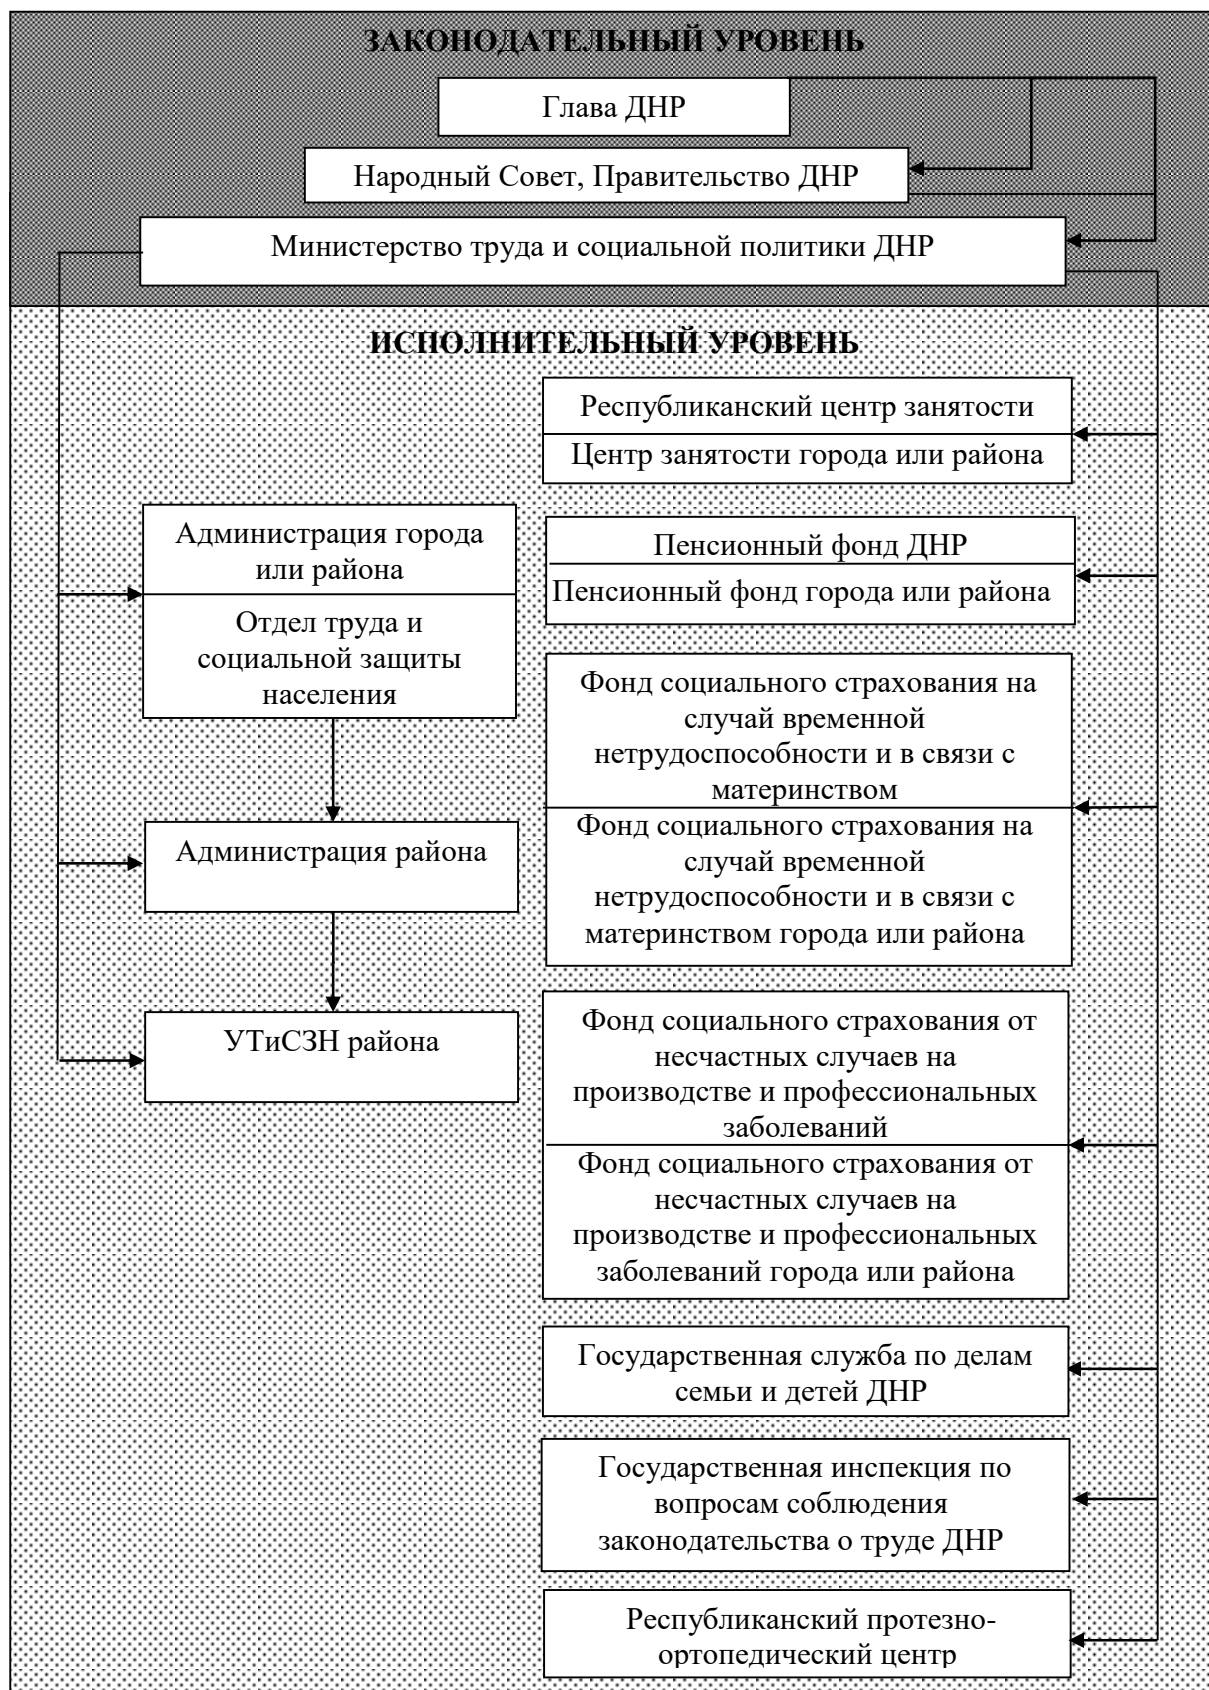 ЗАКОНОДАТЕЛЬНЫЙ УРОВЕНЬ
Глава ДНР
Народный Совет, Правительство ДНР
Министерство труда и социальной политики ДНР
ИСПОЛНИТЕЛЬНЫЙ УРОВЕНЬ
Республиканский центр занятости
Центр занятости города или района
Администрация города
или района
Отдел труда и
социальной защиты
населения
Администрация района
УТиСЗН района
Пенсионный фонд ДНР
Пенсионный фонд города или района
Фонд социального страхования на
случай временной
нетрудоспособности и в связи с
материнством
Фонд социального страхования на
случай временной
нетрудоспособности и в связи с
материнством города или района
Фонд социального страхования от
несчастных случаев на
производстве и профессиональных
заболеваний
Фонд социального страхования от
несчастных случаев на
производстве и профессиональных
заболеваний города или района
Государственная служба по делам
семьи и детей ДНР
Государственная инспекция по
вопросам соблюдения
законодательства о труде ДНР
Республиканский протезно-
ортопедический центр